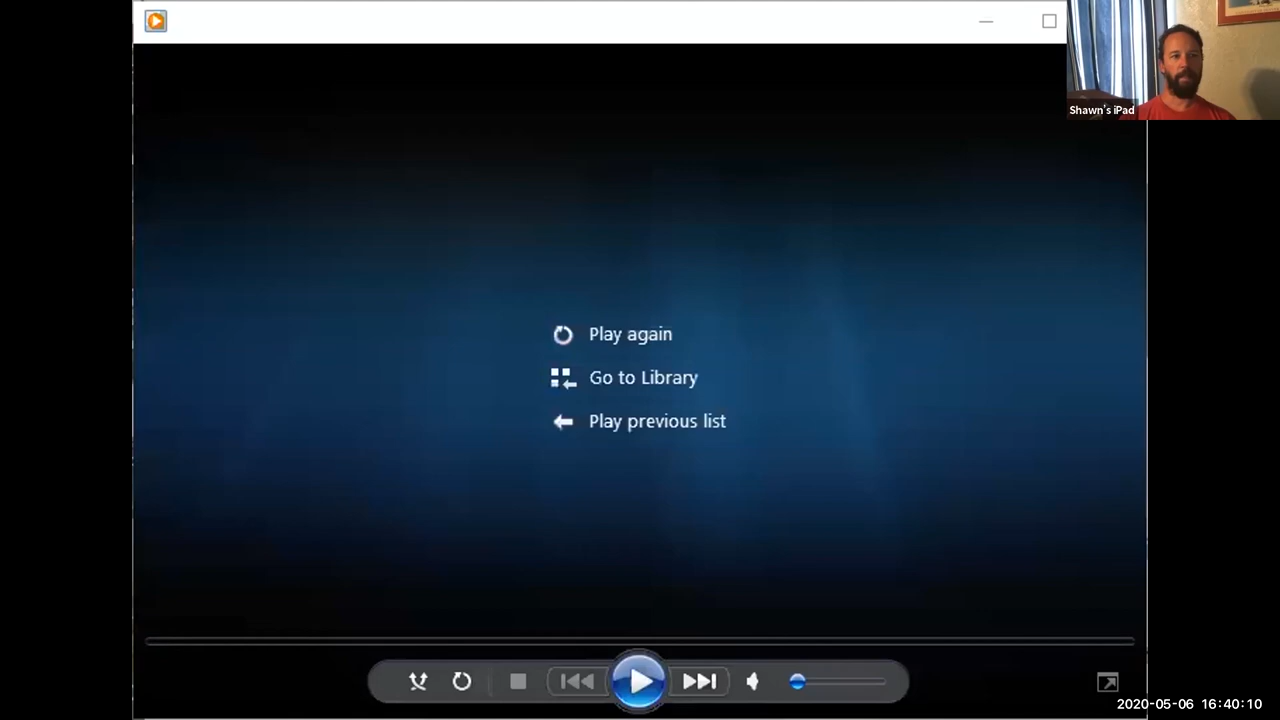 Shawn's iPad
Play again
Go to Library
Play previous list
2020-05-06 16:40:10